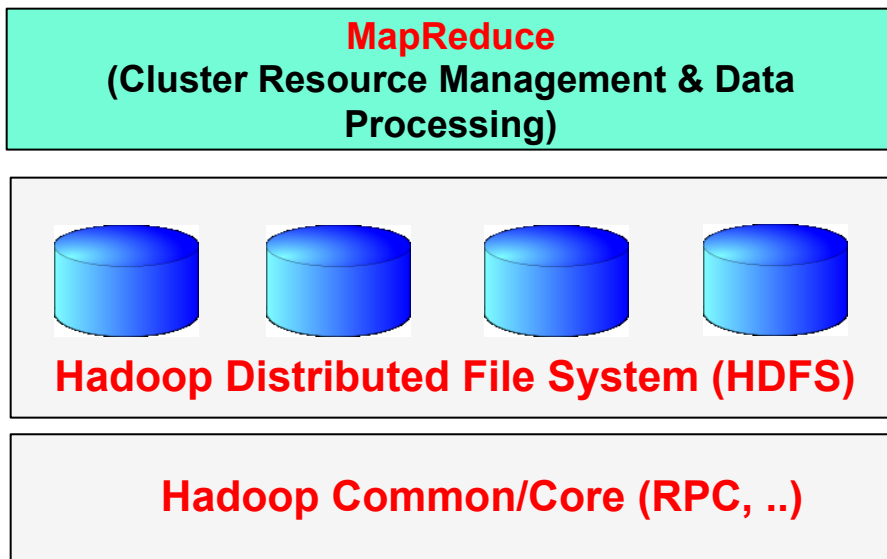 MapReduce
(Cluster Resource Management & Data
Processing)
Hadoop Distributed File System (HDFS)
Hadoop Common/Core (RPC, ..)